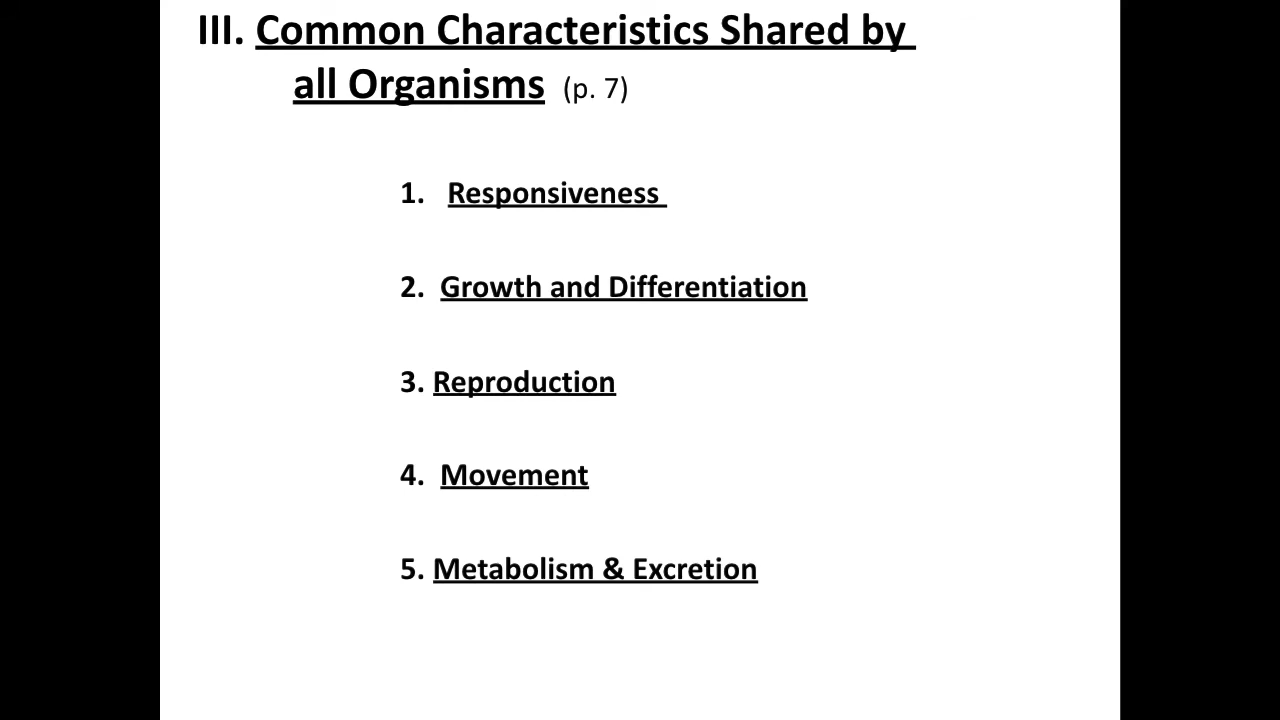 III. Common Characteristics Shared by
all Organisms (p. 7)
1. Responsiveness
2. Growth and Differentiation
3. Reproduction
4. Movement
5. Metabolism & Excretion